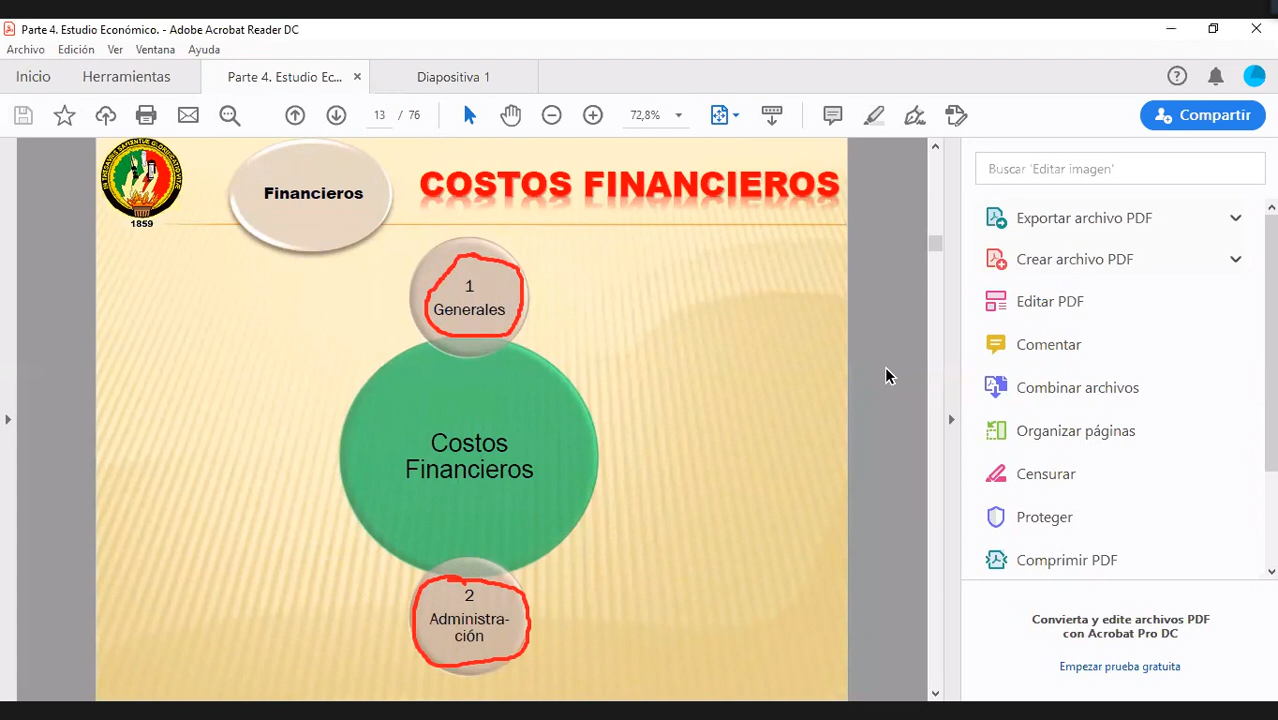 Parte 4. Estudio Económico. - Adobe Acrobat Reader DC
Archivo Edición Ver Ventana Ayuda
Inicio Herramientas Parte 4. Estudio Ec... × Diapositiva 1
13 / 76 72,8% Compartir
Financieros
COSTOS FINANCIEROS
1859
1
Generales
Costos
Financieros
2
Administra-
ción
Buscar 'Editar imagen'
Exportar archivo PDF
Crear archivo PDF
Editar PDF
Comentar
Combinar archivos
Organizar páginas
Censurar
Proteger
Comprimir PDF
Convierta y edite archivos PDF
con Acrobat Pro DC
Empezar prueba gratuita